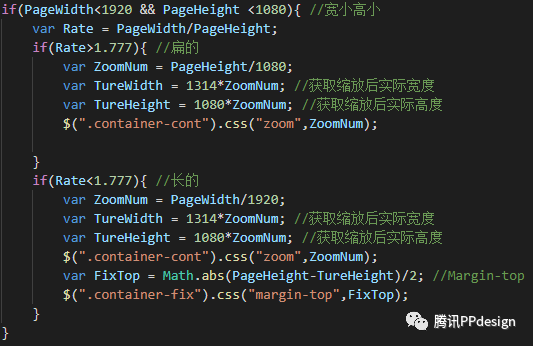 if(PageWidth<1920 && PageHeight <1080){ //宽小高小
var Rate = PageWidth/PageHeight;
if(Rate>1.777){ //扁的
var ZoomNum = PageHeight/1080;
var TureWidth = 1314*ZoomNum; //获取缩放后实际宽度
var TureHeight = 1080*ZoomNum; //获取缩放后实际高度
$(".container-cont").css("zoom",ZoomNum);
}
if(Rate<1.777){ //长的
var ZoomNum = PageWidth/1920;
var TureWidth = 1314*ZoomNum; //获取缩放后实际宽度
var TureHeight = 1080*ZoomNum; //获取缩放后实际高度
$(".container-cont").css("zoom",ZoomNum);
var FixTop = Math.abs(PageHeight-TureHeight)/2; //Margin-top
$(".container-fix").css("margin-top",FixTop);
}
}
腾讯PPdesign